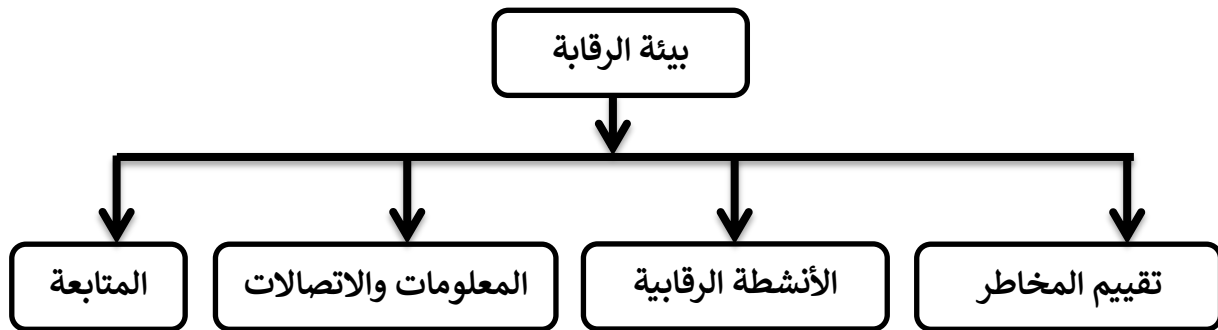 بيئة الرقابة
تقييم المخاطر
الأنشطة الرقابية
المعلومات والاتصالات
المتابعة